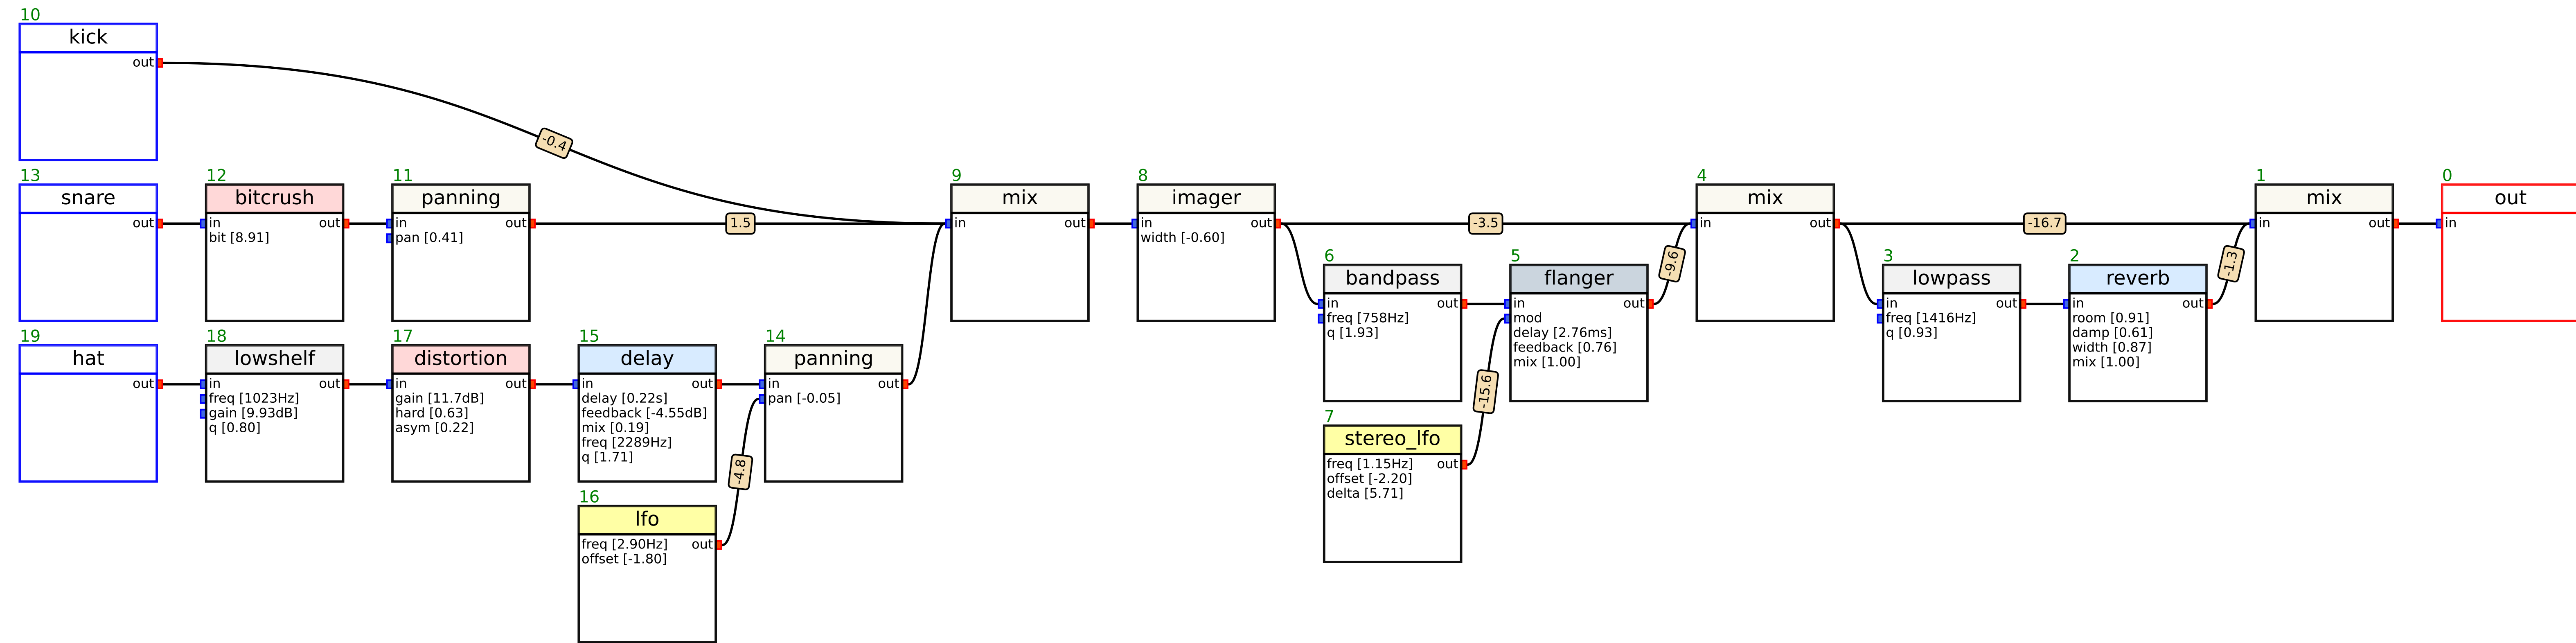 10
kick
out
-0.4
13
snare
out
12
bitcrush
in out
bit [8.91]
11
panning
in out
pan [0.41]
1.5
9
mix
in out
8
imager
in out
width [-0.60]
-3.5
4
mix
in out
-16.7
1
mix
in out
0
out
in
6
bandpass
in out
freq [758Hz]
q [1.93]
5
flanger
in out
mod
delay [2.76ms]
feedback [0.76]
mix [1.00]
-9.6
3
lowpass
in out
freq [1416Hz]
q [0.93]
2
reverb
in out
room [0.91]
damp [0.61]
width [0.87]
mix [1.00]
-1.3
19
hat
out
18
lowshelf
in out
freq [1023Hz]
gain [9.93dB]
q [0.80]
17
distortion
in out
gain [11.7dB]
hard [0.63]
asym [0.22]
15
delay
in out
delay [0.22s]
feedback [-4.55dB]
mix [0.19]
freq [2289Hz]
q [1.71]
14
panning
in out
pan [-0.05]
-4.8
-15.6
7
stereo_lfo
freq [1.15Hz] out
offset [-2.20]
delta [5.71]
16
lfo
freq [2.90Hz] out
offset [-1.80]